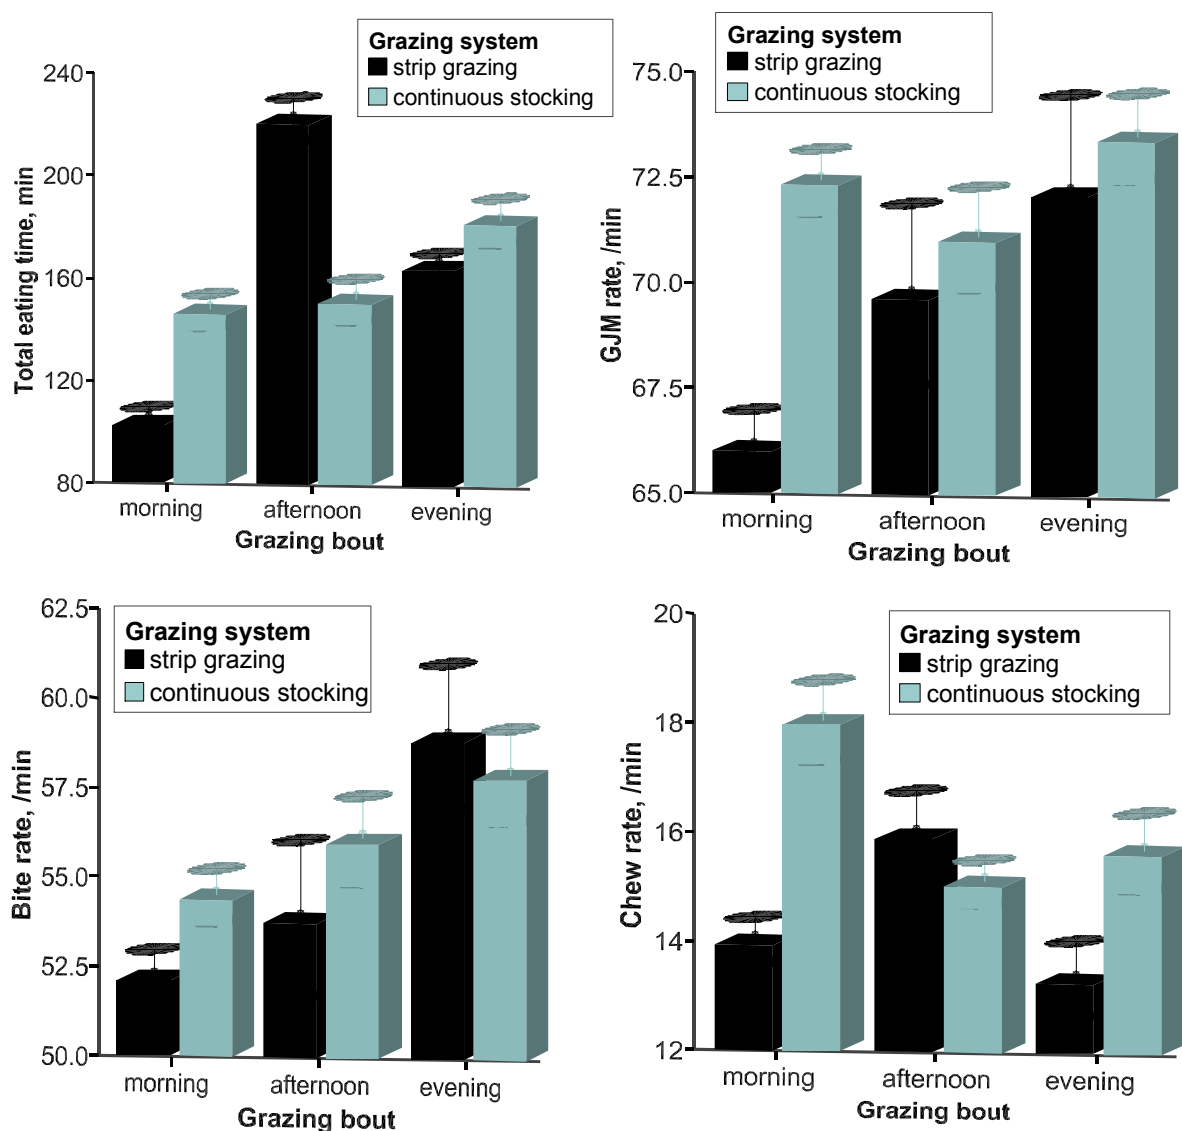 Grazing system
strip grazing
continuous stocking
240
200
160
120
80
Total eating time, min
morning afternoon evening
Grazing bout
Grazing system
strip grazing
continuous stocking
75.0
72.5
70.0
67.5
65.0
GJM rate, /min
morning afternoon evening
Grazing bout
Grazing system
strip grazing
continuous stocking
62.5
60.0
57.5
55.0
52.5
50.0
Bite rate, /min
morning afternoon evening
Grazing bout
Grazing system
strip grazing
continuous stocking
20
18
16
14
12
Chew rate, /min
morning afternoon evening
Grazing bout